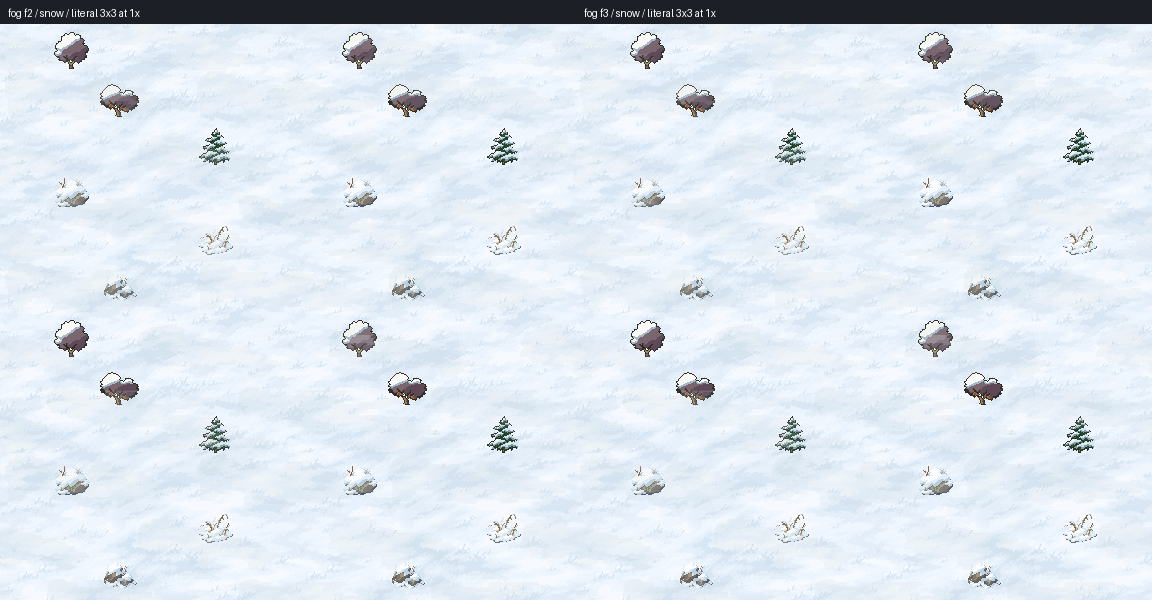 fog f2 / snow / literal 3x3 at 1x
fog f3 / snow / literal 3x3 at 1x